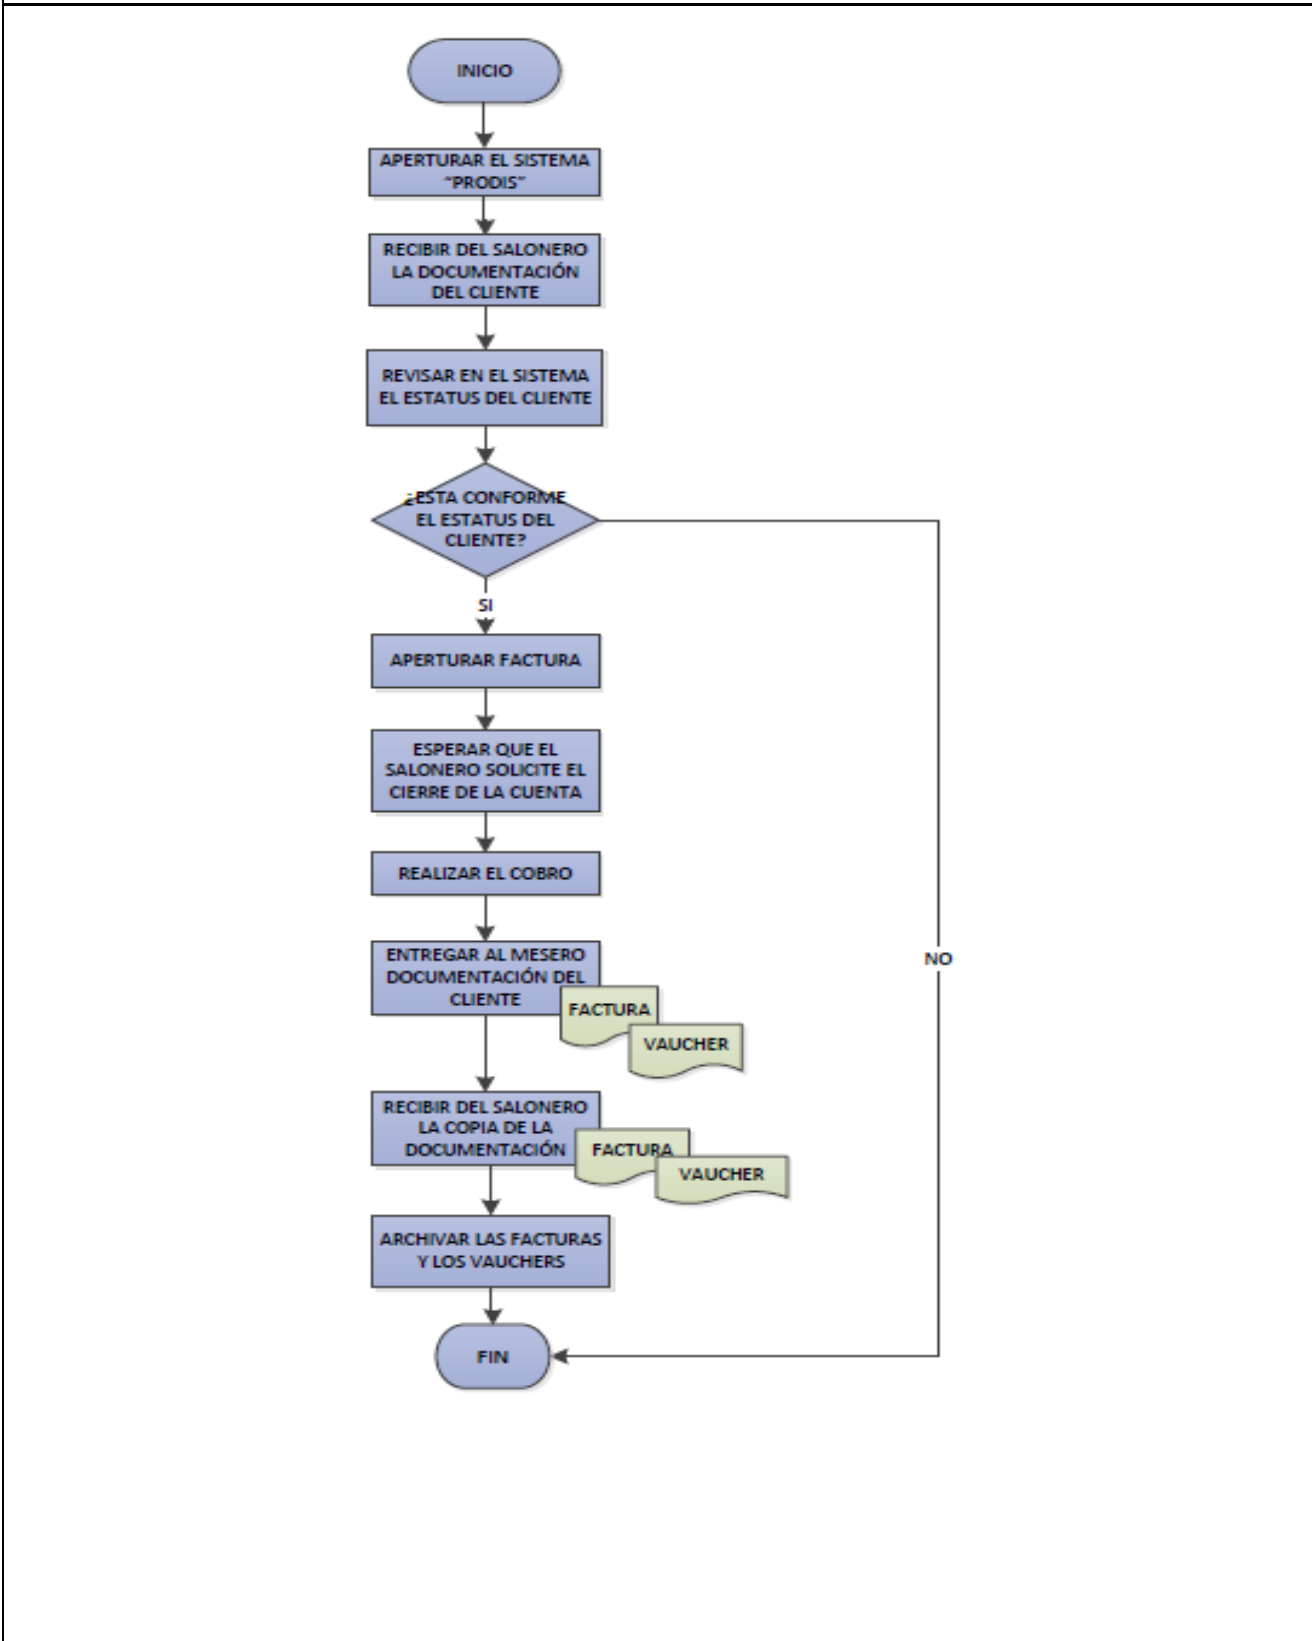 INICIO
APERTURAR EL SISTEMA
“PRODIS”
RECIBIR DEL SALONERO
LA DOCUMENTACIÓN
DEL CLIENTE
REVISAR EN EL SISTEMA
EL ESTATUS DEL CLIENTE
¿ESTA CONFORME
EL ESTATUS DEL
CLIENTE?
SI
APERTURAR FACTURA
ESPERAR QUE EL
SALONERO SOLICITE EL
CIERRE DE LA CUENTA
REALIZAR EL COBRO
ENTREGAR AL MESERO
DOCUMENTACIÓN DEL
CLIENTE
NO
FACTURA
VAUCHER
RECIBIR DEL SALONERO
LA COPIA DE LA
DOCUMENTACIÓN
FACTURA
VAUCHER
ARCHIVAR LAS FACTURAS
Y LOS VAUCHERS
FIN